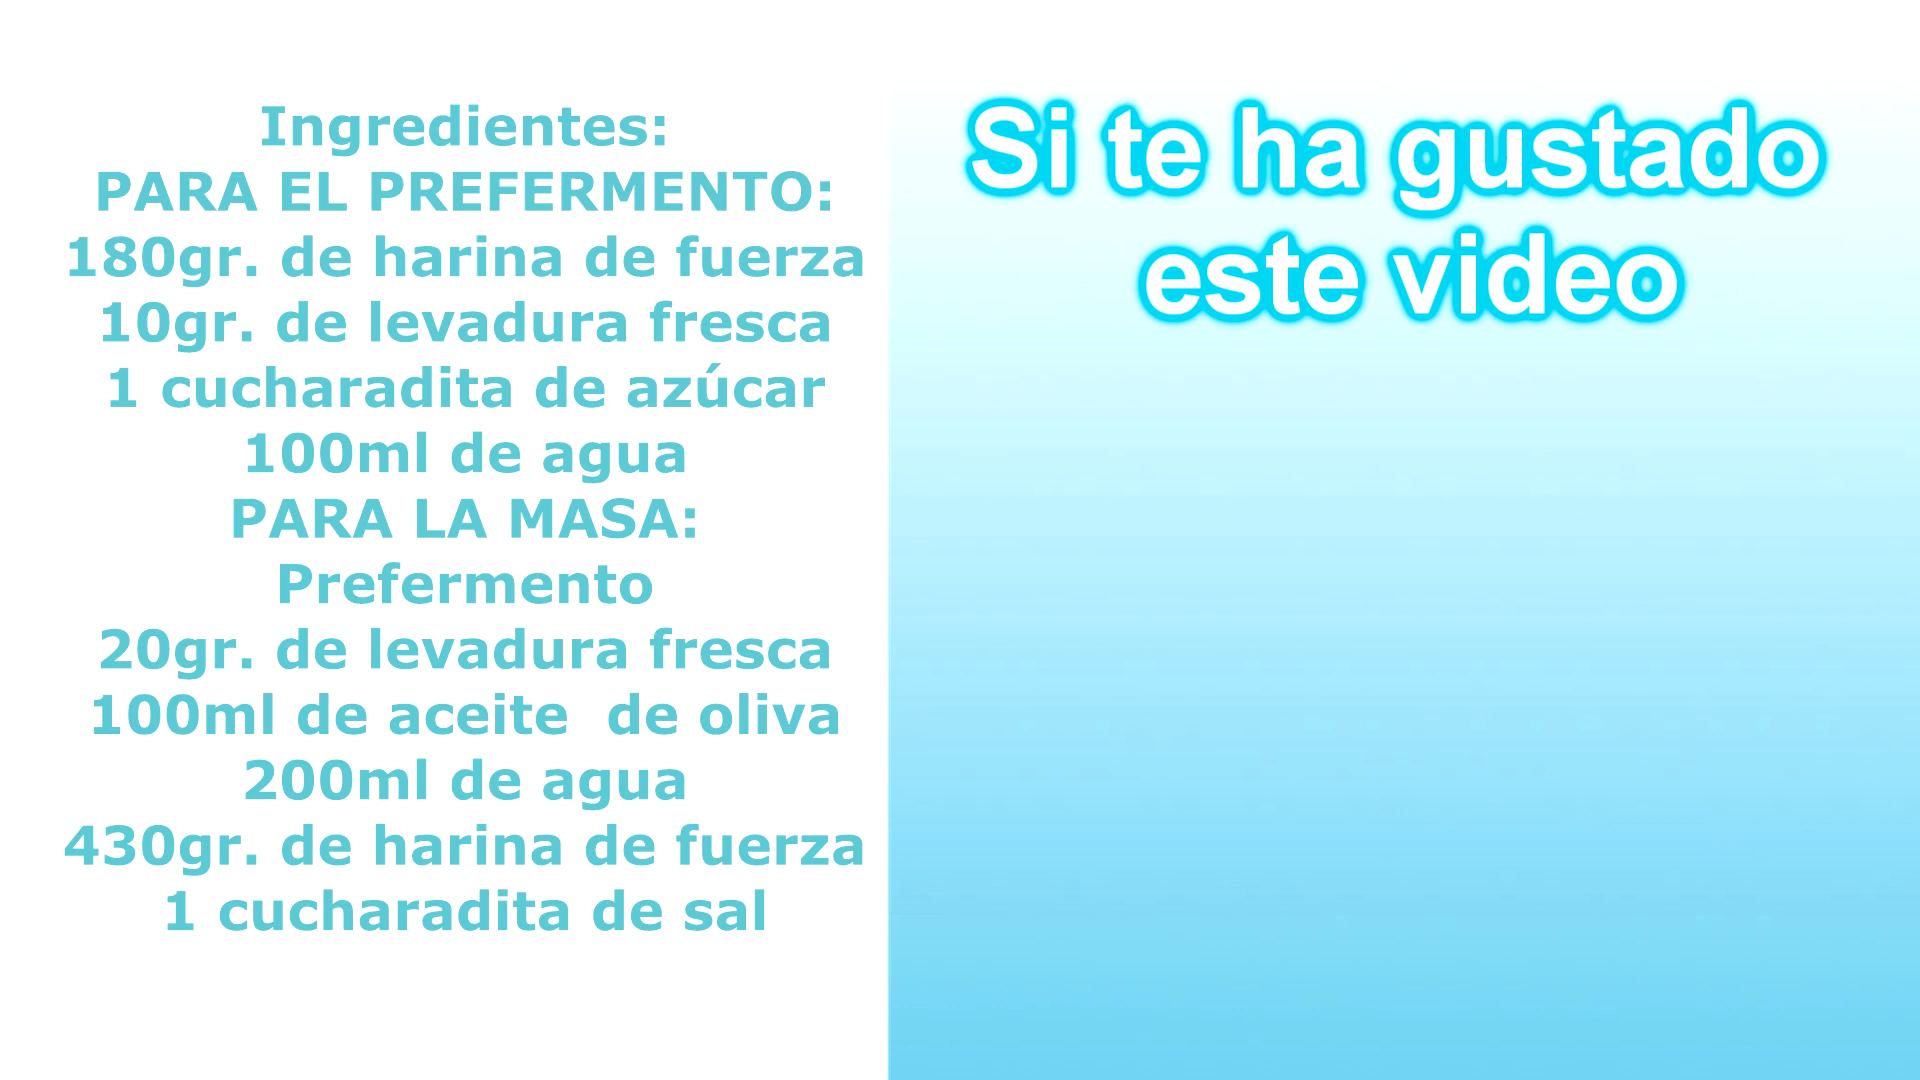 Ingredientes:
PARA EL PREFERMENTO:
180gr. de harina de fuerza
10gr. de levadura fresca
1 cucharadita de azúcar
100ml de agua
PARA LA MASA:
Prefermento
20gr. de levadura fresca
100ml de aceite  de oliva
200ml de agua
430gr. de harina de fuerza
1 cucharadita de sal
Si te ha gustado
este video